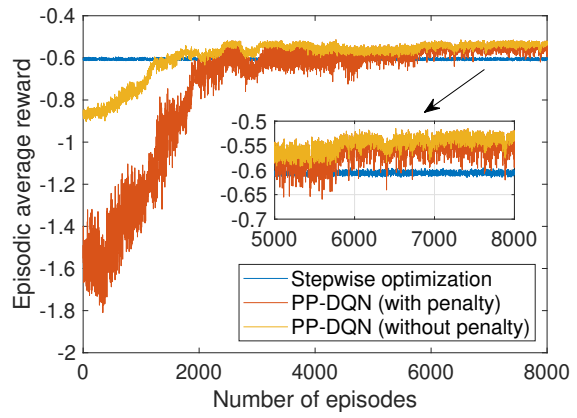 -0.4
-0.6
-0.8
-1
-1.2
-1.4
-1.6
-1.8
-2
Episodic average reward
0 2000 4000 6000 8000
Number of episodes
-0.5
-0.55
-0.6
-0.65
-0.7
5000 6000 7000 8000
Stepwise optimization
PP-DQN (with penalty)
PP-DQN (without penalty)